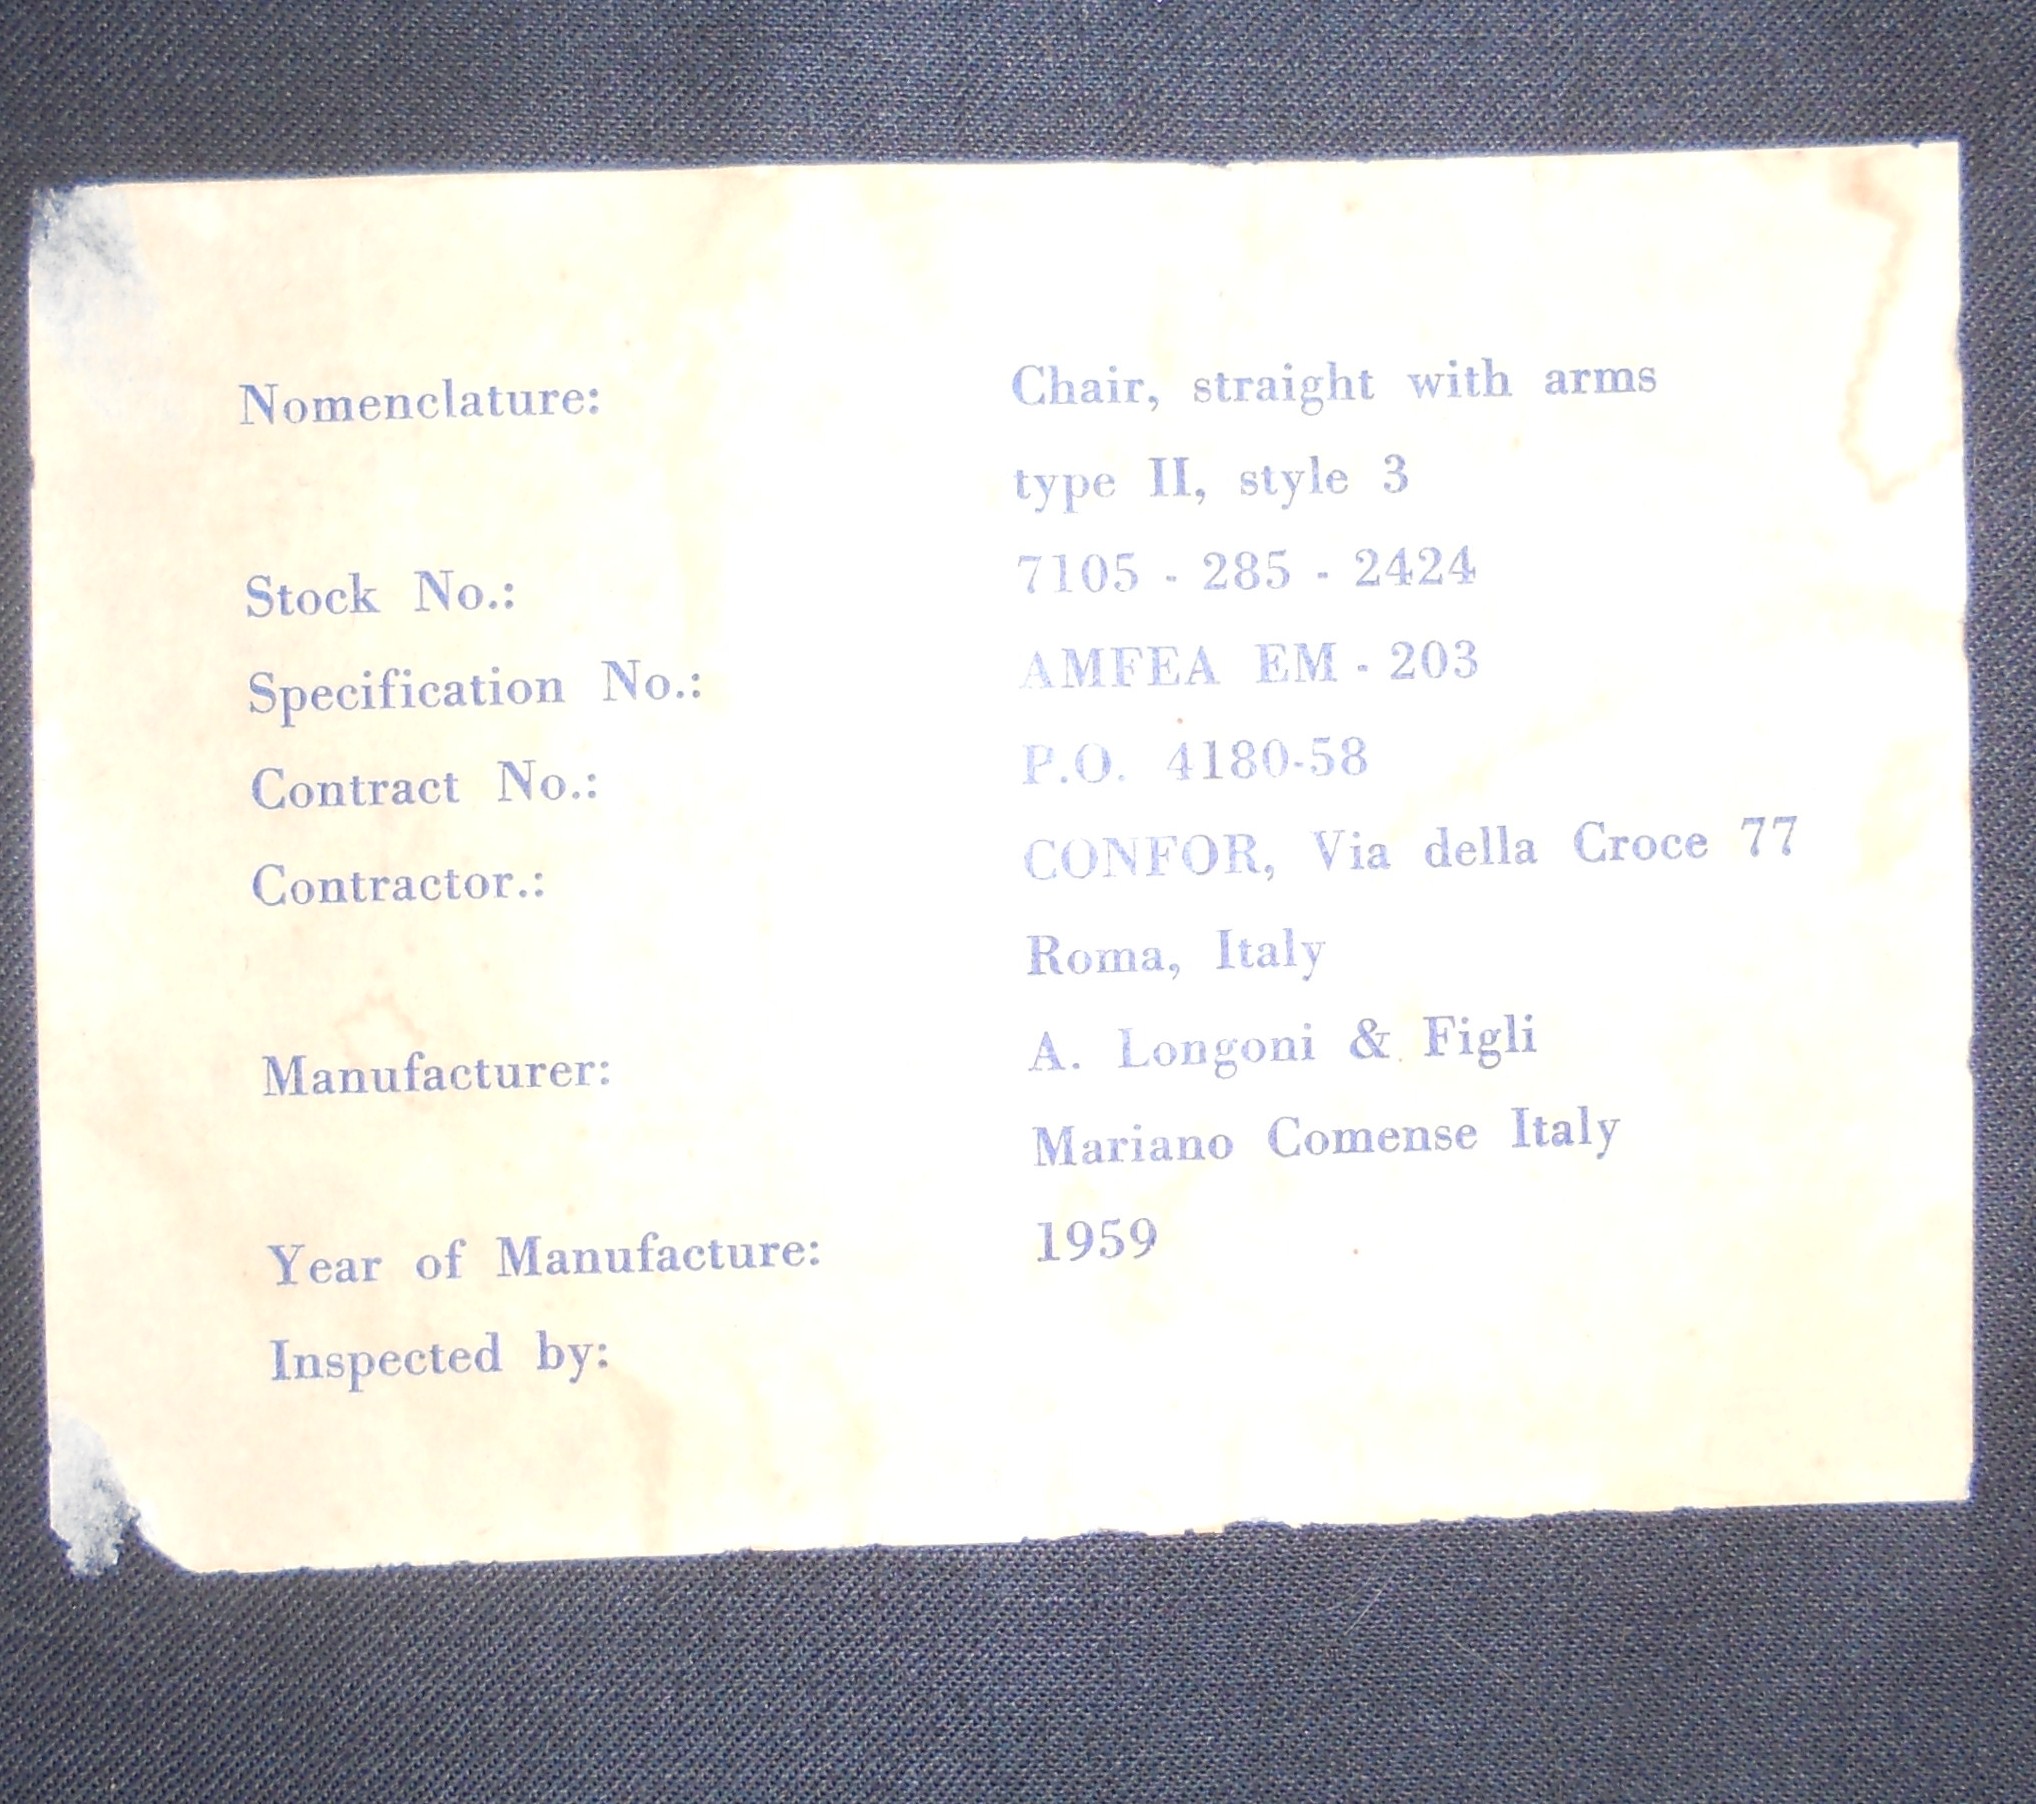 Nomenclature: Chair, straight with arms
type II, style 3
Stock No.: 7105 - 285 - 2424
Specification No.: AMFEA EM - 203
Contract No.: P.O. 4180-58
Contractor.: CONFOR, Via della Croce 77
Roma, Italy
Manufacturer: A. Longoni & Figli
Mariano Comense Italy
Year of Manufacture: 1959
Inspected by: